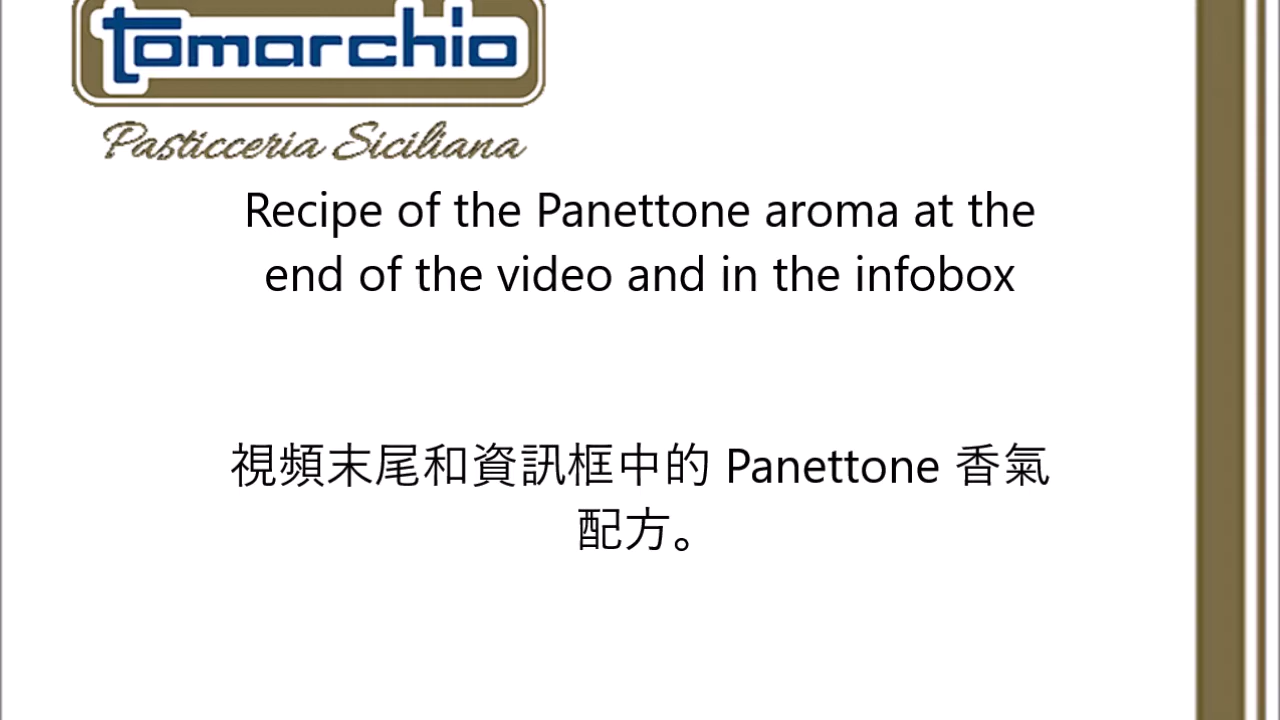 tomarchio
Pasticceria Siciliana
Recipe of the Panettone aroma at the
end of the video and in the infobox
視頻末尾和資訊框中的 Panettone 香氣
配方。